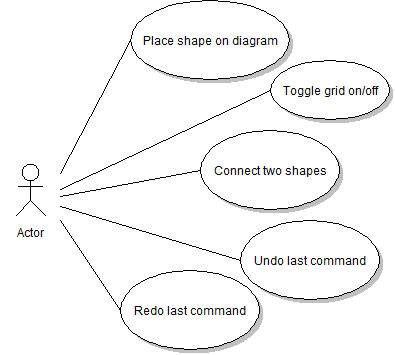 Place shape on diagram
Toggle grid on/off
Connect two shapes
Actor
Undo last command
Redo last command